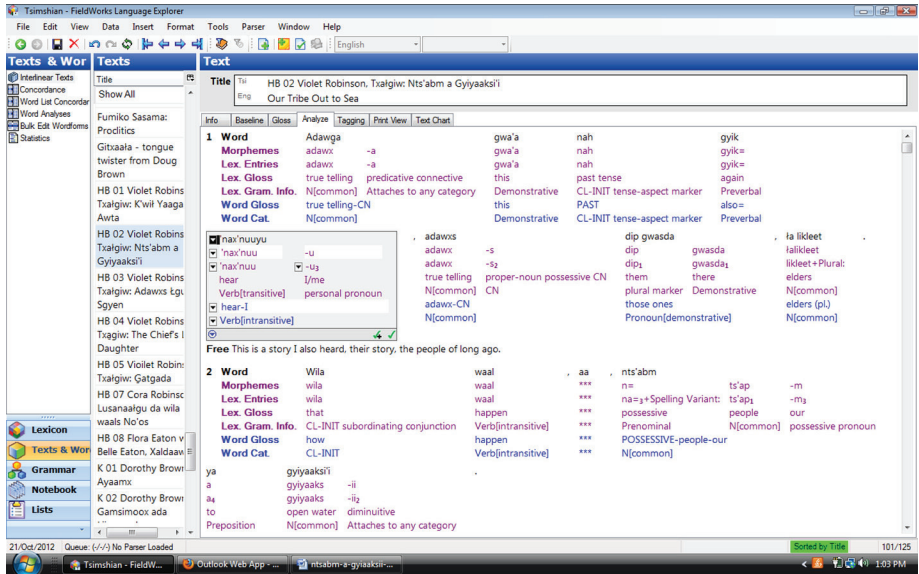 Tsimshian - FieldWorks Language Explorer
File Edit View Data Insert Format Tools Parser Window Help
English
Texts & Wor
Interlinear Texts
Concordance
Word List Concordar
Word Analyses
Bulk Edit Wordforms
Statistics
Lexicon
Texts & Wor
Grammar
Notebook
Lists
Texts
Title
Show All
Fumiko Sasama:
Proditics
Gitxaała - tongue
twister from Doug
Brown
HB 01 Violet Robins
Txałgiw: K'wił Yaaga
Awta
HB 02 Violet Robins
Txałgiw: Nts'abm a
Gyiyaaksi'i
HB 03 Violet Robins
Txałgiw: Adawxs Łgu
Sgyen
HB 04 Violet Robins
Txa̱giw: The Chief's
Daughter
HB 05 Vioilet Robin:
Txałgiw: G̱atgada
HB 07 Cora Robinsc
Lusanaałgu da wila
waals No'os
HB 08 Flora Eaton
Belle Eaton, Xaldaaw
K 01 Dorothy Brow
Ayaamx
K 02 Dorothy Brow
Gamsimoox ada
Text
Title Tsi HB 02 Violet Robinson, Txałgiw: Nts'abm a Gyiyaaksi'i
Eng Our Tribe Out to Sea
Info Baseline Gloss Analyze Tagging Print View Text Chart
1 Word Adawga gwa'a nah gyik
Morphemes adawx -a gwa'a nah gyik=
Lex. Entries adawx -a gwa'a nah gyik=
Lex. Gloss true telling predicative connective this past tense again
Lex. Gram. Info. N[common] Attaches to any category Demonstrative CL-INIT tense-aspect marker Preverbal
Word Gloss true telling-CN this PAST also=
Word Cat. N[common] Demonstrative CL-INIT tense-aspect marker Preverbal
'nax'nuuyu , adawxs dip gwasda , ła likleet .
'nax'nuu -u adawx -s dip gwasda łalikleet
'nax'nuu -u₃ adawx -s₂ dip₁ gwasda₁ likleet+Plural:
hear I/me true telling proper-noun possessive CN them there elders
Verb[transitive] personal pronoun N[common] CN plural marker Demonstrative N[common]
hear-I adawx-CN those ones elders (pl.)
Verb[intransitive] N[common] Pronoun[demonstrative] N[common]
Free This is a story I also heard, their story, the people of long ago.
2 Word Wila waal , aa , nts'abm
Morphemes wila waal *** n= ts'ap -m
Lex. Entries wila waal *** na=₃+Spelling Variant: ts'ap₁ -m₃
Lex. Gloss that happen *** possessive people our
Lex. Gram. Info. CL-INIT subordinating conjunction Verb[intransitive] *** Prenominal N[common] possessive pronoun
Word Gloss how happen *** POSSESSIVE-people-our
Word Cat. CL-INIT Verb[intransitive] *** N[common]
ya gyiyaaksi'i .
a gyiyaaks -ii
a₄ gyiyaaks -ii₂
to open water diminuitive
Preposition N[common] Attaches to any category
21/Oct/2012 Queue: (-/-/-) No Parser Loaded Sorted by Title 101/125
Tsimshian - FieldW... Outlook Web App - ... ntsabm-a-gyiaaksii-... 1:03 PM